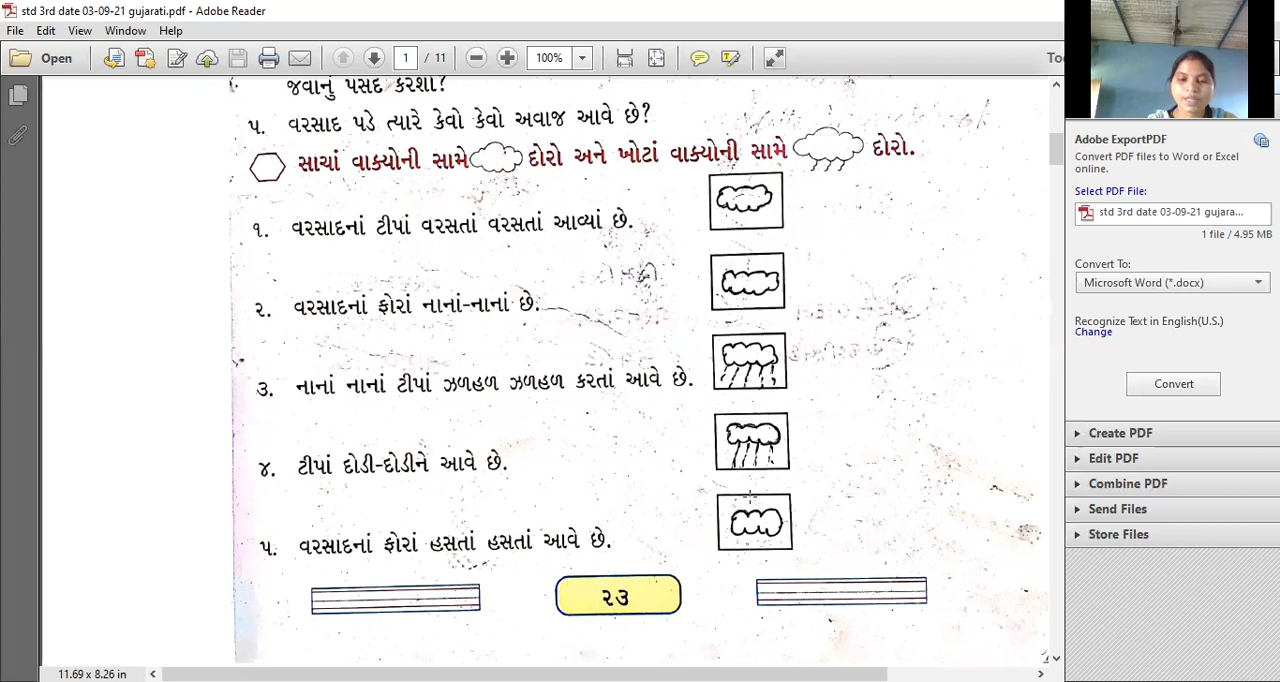 std 3rd date 03-09-21 gujarati.pdf - Adobe Reader
File Edit View Window Help
Open 1 / 11 100% To
જવાનું પસંદ કરશો?
૫. વરસાદ પડે ત્યારે કેવો કેવો અવાજ આવે છે?
સાચાં વાક્યોની સામે દોરો અને ખોટાં વાક્યોની સામે દોરો.
૧. વરસાદનાં ટીપાં વરસતાં વરસતાં આવ્યાં છે.
૨. વરસાદનાં ફોરાં નાનાં-નાનાં છે.
૩. નાનાં નાનાં ટીપાં ઝળહળ ઝળહળ કરતાં આવે છે.
૪. ટીપાં દોડી-દોડીને આવે છે.
૫. વરસાદનાં ફોરાં હસતાં હસતાં આવે છે.
૨૩
11.69 x 8.26 in
Adobe ExportPDF
Convert PDF files to Word or Excel
online.
Select PDF File:
std 3rd date 03-09-21 gujara...
1 file / 4.95 MB
Convert To:
Microsoft Word (*.docx)
Recognize Text in English(U.S.)
Change
Convert
Create PDF
Edit PDF
Combine PDF
Send Files
Store Files